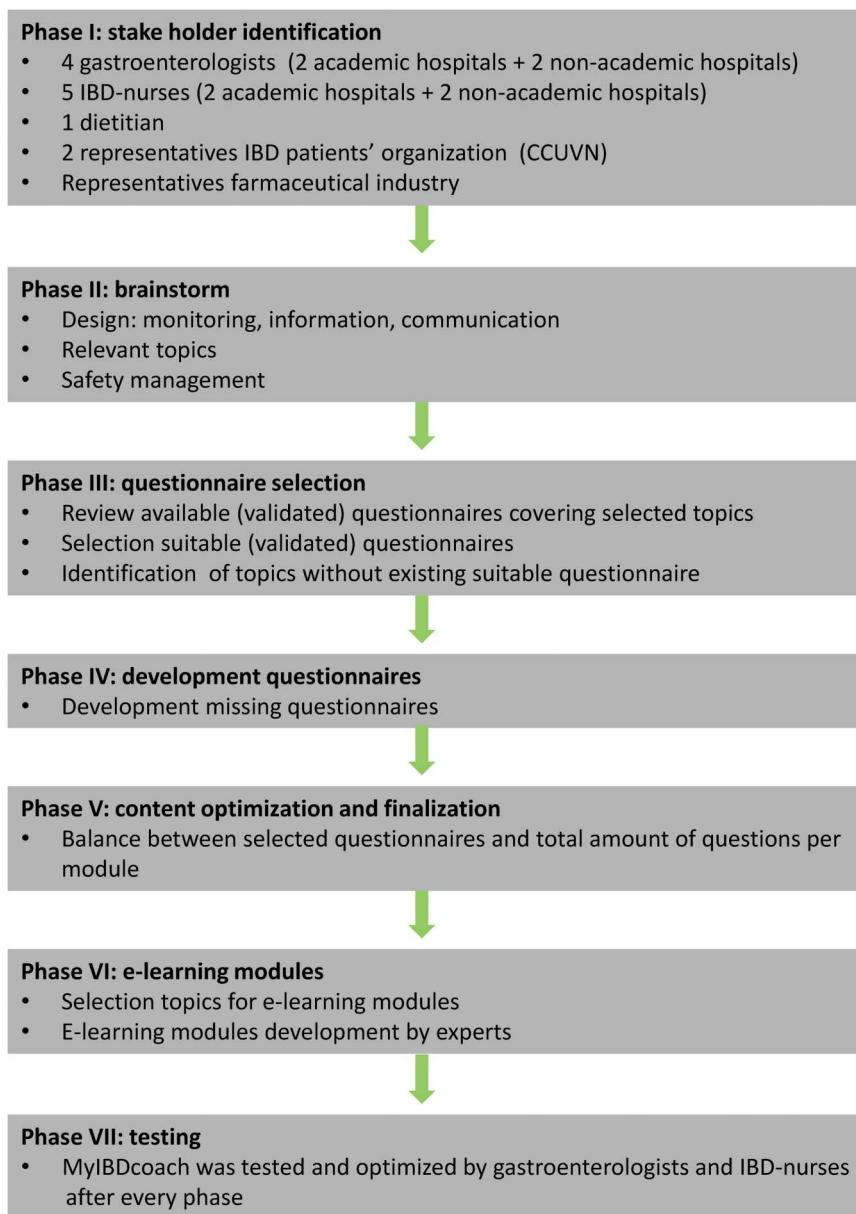 Phase I: stake holder identification
• 4 gastroenterologists (2 academic hospitals + 2 non-academic hospitals)
• 5 IBD-nurses (2 academic hospitals + 2 non-academic hospitals)
• 1 dietitian
• 2 representatives IBD patients’ organization (CCUVN)
• Representatives farmaceutical industry
Phase II: brainstorm
• Design: monitoring, information, communication
• Relevant topics
• Safety management
Phase III: questionnaire selection
• Review available (validated) questionnaires covering selected topics
• Selection suitable (validated) questionnaires
• Identification of topics without existing suitable questionnaire
Phase IV: development questionnaires
• Development missing questionnaires
Phase V: content optimization and finalization
• Balance between selected questionnaires and total amount of questions per
module
Phase VI: e-learning modules
• Selection topics for e-learning modules
• E-learning modules development by experts
Phase VII: testing
• MyIBDcoach was tested and optimized by gastroenterologists and IBD-nurses
after every phase